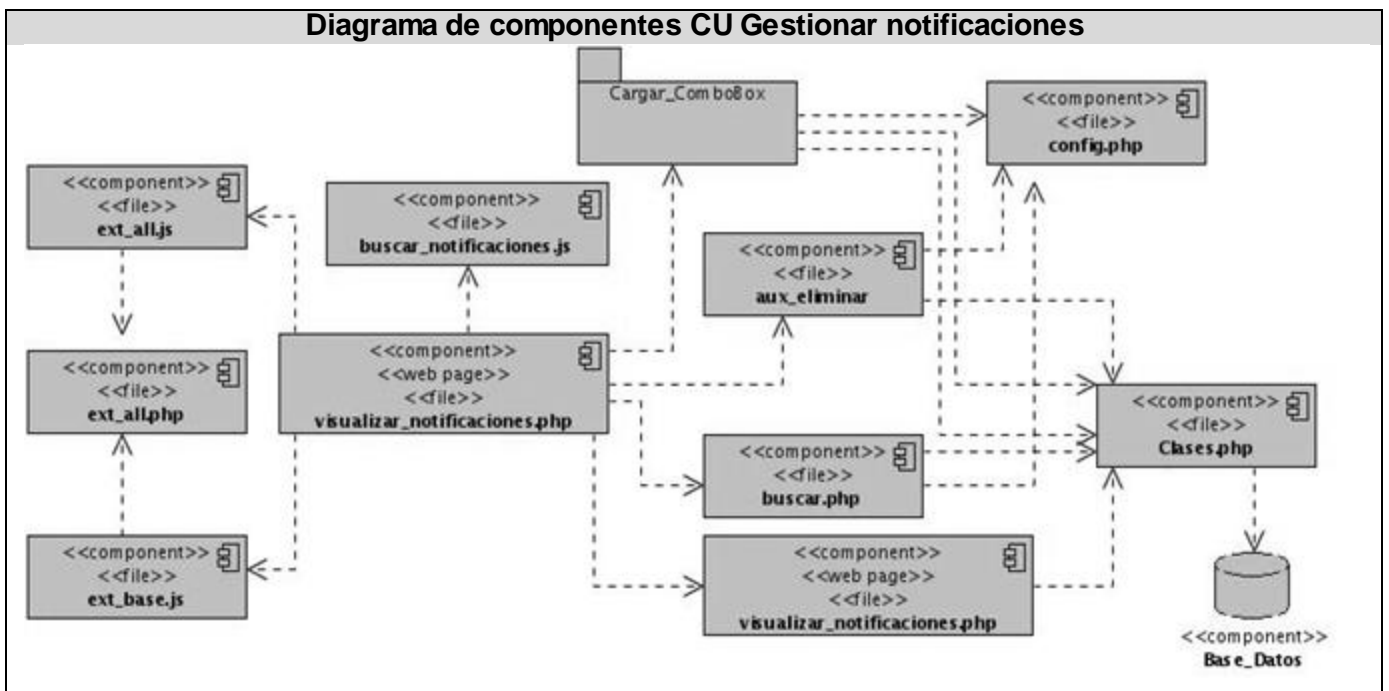 Diagrama de componentes CU Gestionar notificaciones
Cargar_ComboBox
<<component>>
<<file>>
config.php
<<component>>
<<file>>
ext_all.js
<<component>>
<<file>>
buscar_notificaciones.js
<<component>>
<<file>>
aux_eliminar
<<component>>
<<file>>
ext_all.php
<<component>>
<<web page>>
<<file>>
visualizar_notificaciones.php
<<component>>
<<file>>
Clases.php
<<component>>
<<file>>
buscar.php
<<component>>
<<file>>
ext_base.js
<<component>>
<<web page>>
<<file>>
visualizar_notificaciones.php
<<component>>
Base_Datos